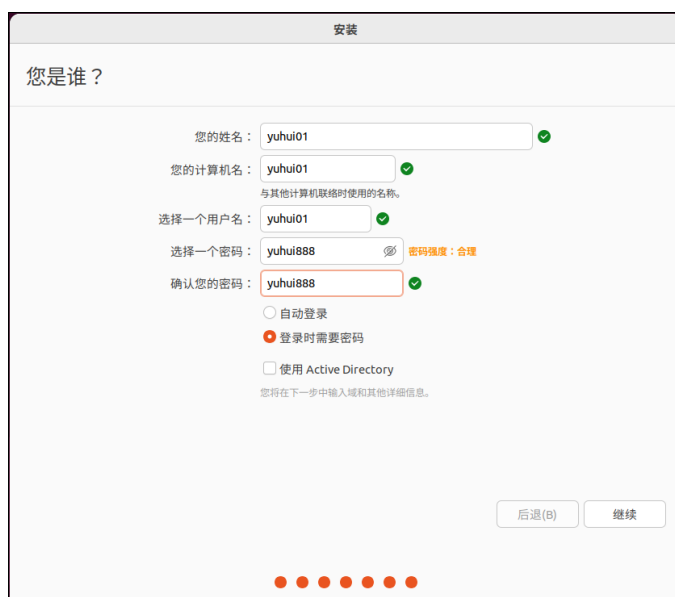 安装
您是谁？
您的姓名： yuhui01
您的计算机名： yuhui01
与其他计算机联络时使用的名称。
选择一个用户名： yuhui01
选择一个密码： yuhui888 密码强度：合理
确认您的密码： yuhui888
自动登录
登录时需要密码
使用 Active Directory
您将在下一步中输入域和其他详细信息。
后退(B) 继续